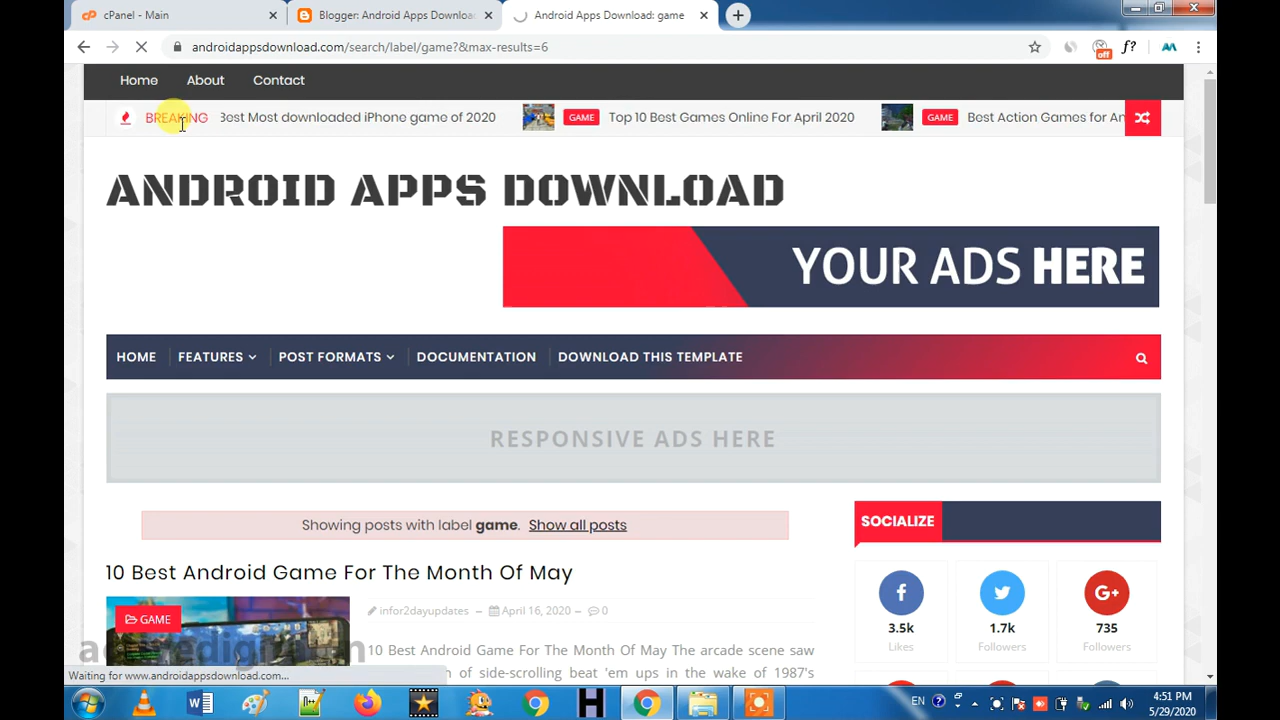 cPanel - Main
Blogger: Android Apps Downloa
Android Apps Download: game
androidappsdownload.com/search/label/game?&max-results=6
f?
off
Home About Contact
BREAKING
Best Most downloaded iPhone game of 2020
GAME
Top 10 Best Games Online For April 2020
GAME
Best Action Games for An
ANDROID APPS DOWNLOAD
YOUR ADS HERE
HOME FEATURES POST FORMATS DOCUMENTATION DOWNLOAD THIS TEMPLATE
RESPONSIVE ADS HERE
Showing posts with label game. Show all posts
SOCIALIZE
10 Best Android Game For The Month Of May
GAME
infor2dayupdates – April 16, 2020 – 0
10 Best Android Game For The Month Of May The arcade scene saw
of side-scrolling beat 'em ups in the wake of 1987's
3.5k
Likes
1.7k
Followers
735
Followers
Waiting for www.androidappsdownload.com...
EN
4:51 PM
5/29/2020